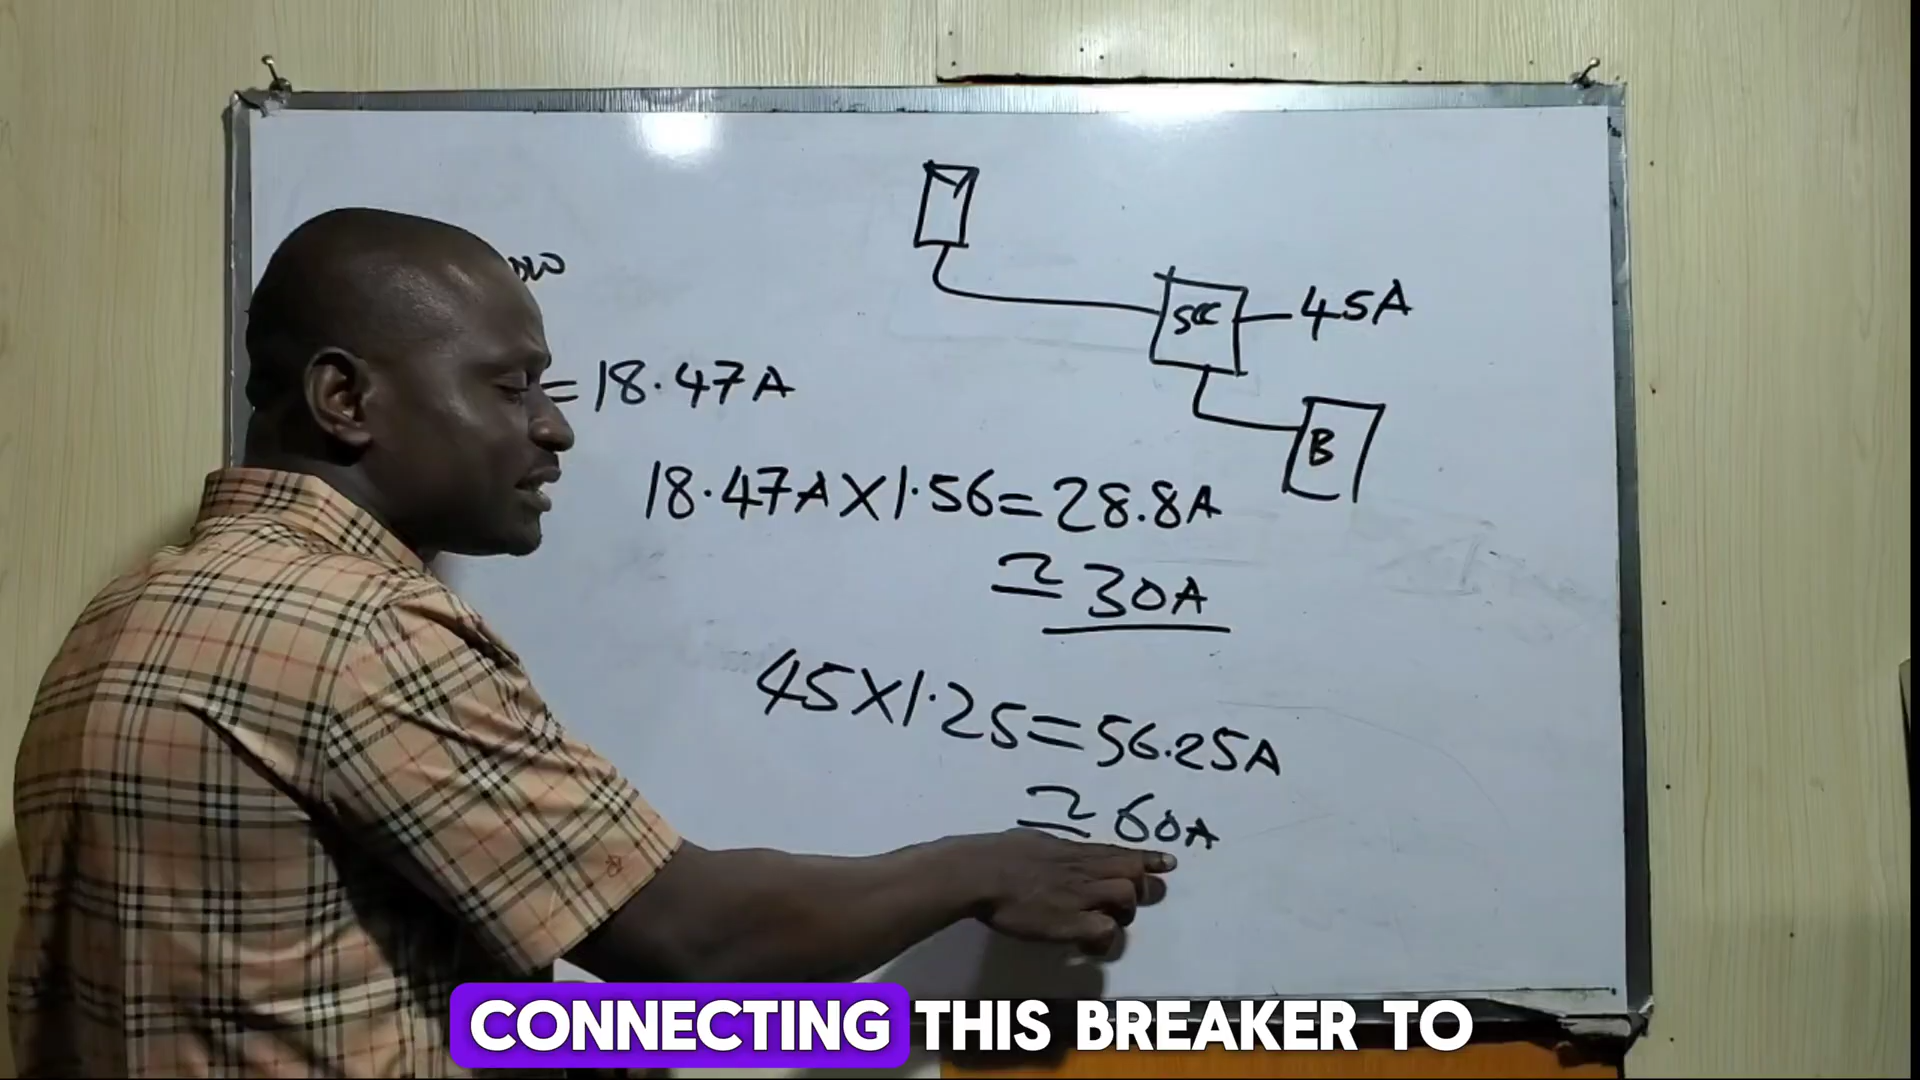 SCC
45A
= 18.47A
B
18.47A X 1.56 = 28.8A
≃ 30A
45 X 1.25 = 56.25A
≃ 60A
CONNECTING THIS BREAKER TO